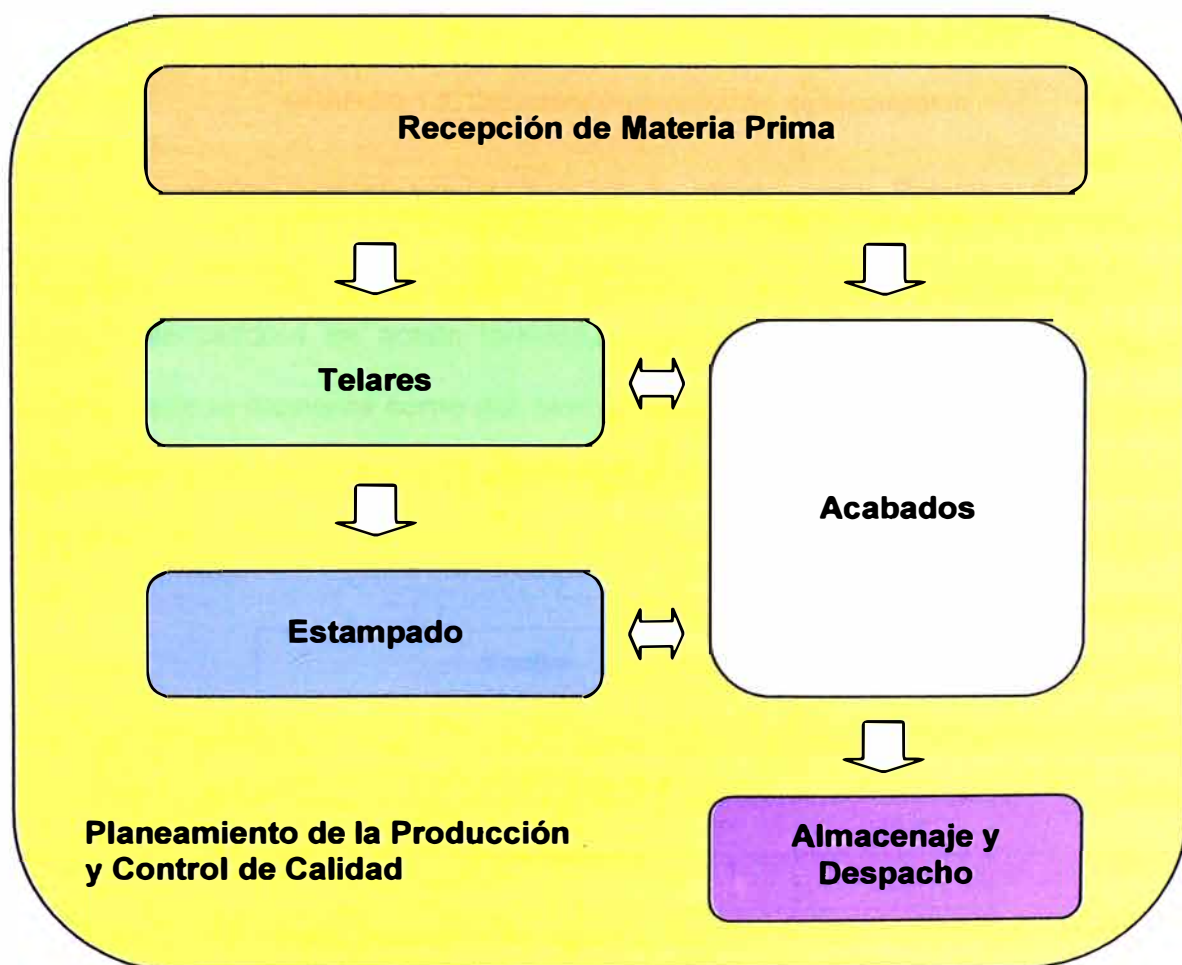 Recepción de Materia Prima
Telares
Acabados
Estampado
Planeamiento de la Producción
y Control de Calidad
Almacenaje y
Despacho